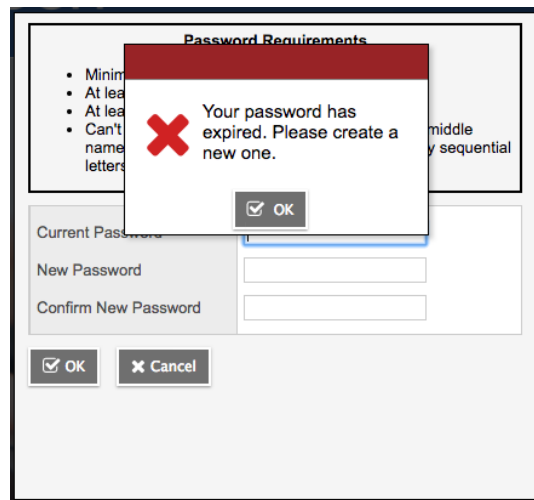 Password Requirements
Minim
At lea
At lea
Can't middle
name y sequential
letters
Your password has
expired. Please create a
new one.
OK
Current Password
New Password
Confirm New Password
OK
Cancel